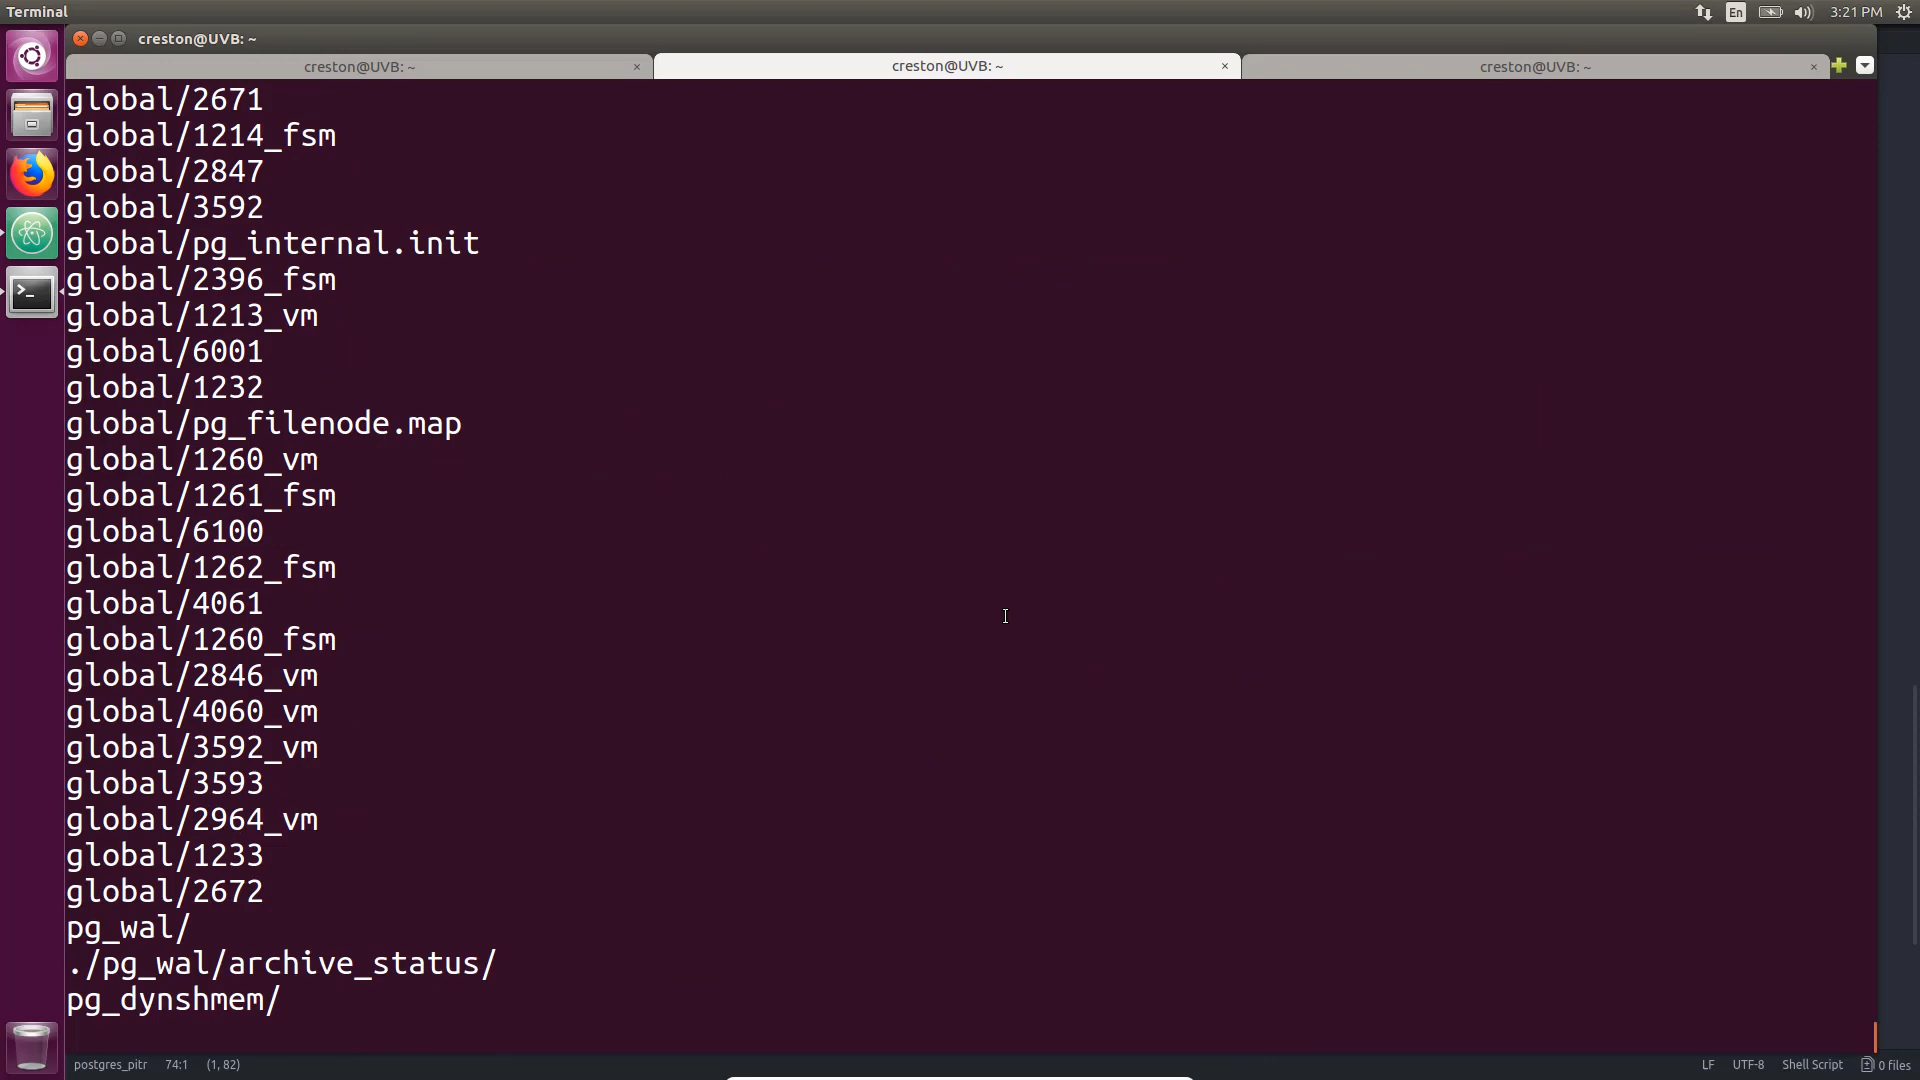 Terminal
En
3:21 PM
creston@UVB: ~
creston@UVB: ~ ×
creston@UVB: ~ ×
creston@UVB: ~ ×
global/2671
global/1214_fsm
global/2847
global/3592
global/pg_internal.init
global/2396_fsm
global/1213_vm
global/6001
global/1232
global/pg_filenode.map
global/1260_vm
global/1261_fsm
global/6100
global/1262_fsm
global/4061
global/1260_fsm
global/2846_vm
global/4060_vm
global/3592_vm
global/3593
global/2964_vm
global/1233
global/2672
pg_wal/
./pg_wal/archive_status/
pg_dynshmem/
postgres_pitr 74:1 (1, 82)
LF UTF-8 Shell Script 0 files